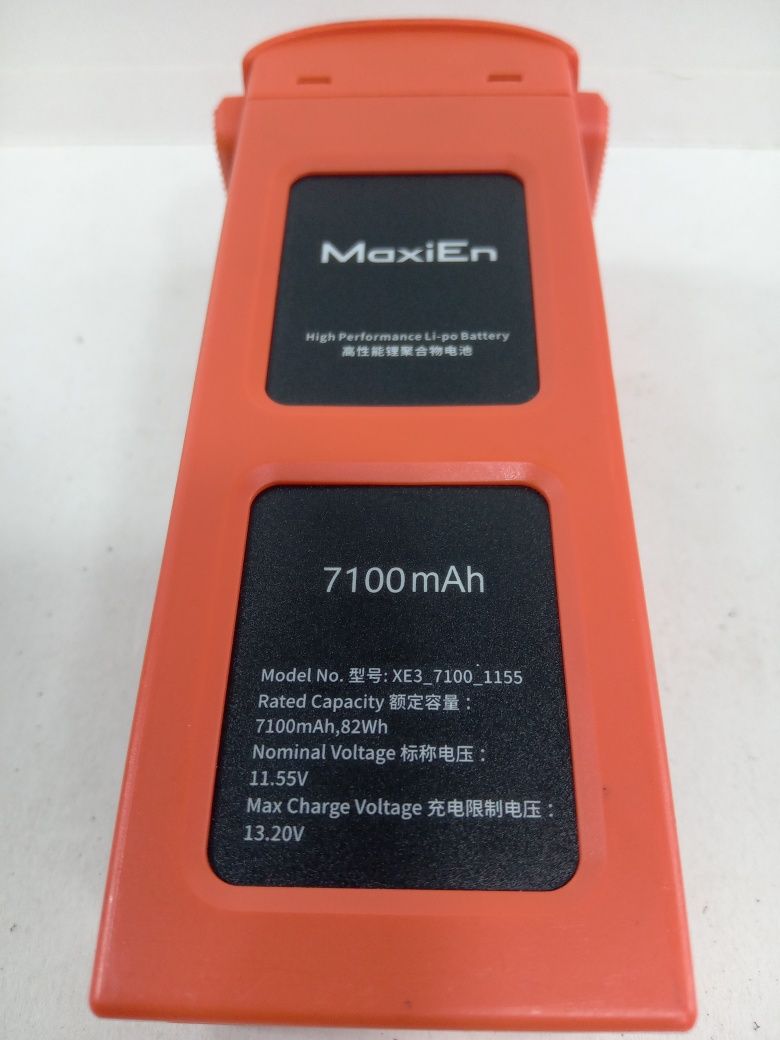 MaxiEn
High Performance Li-po Battery
高性能锂聚合物电池
7100mAh
Model No. 型号: XE3_7100_1155
Rated Capacity 额定容量：
7100mAh,82Wh
Nominal Voltage 标称电压：
11.55V
Max Charge Voltage 充电限制电压：
13.20V